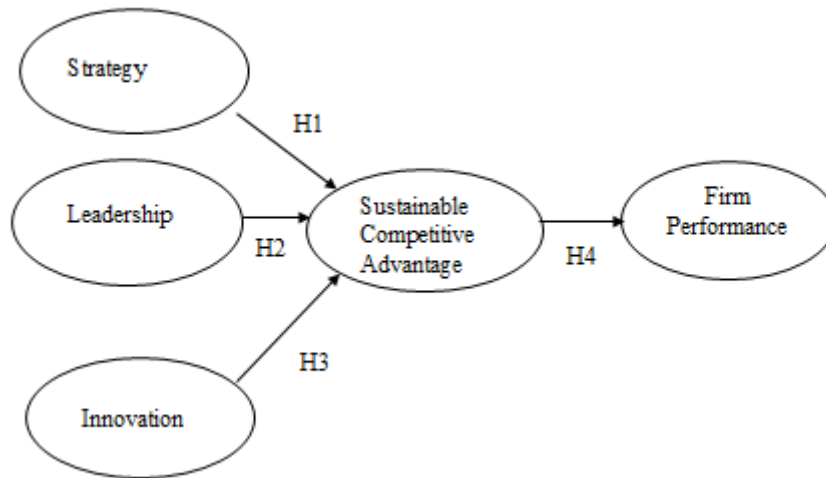 Strategy
H1
Leadership
H2
Sustainable
Competitive
Advantage
H4
Firm
Performance
H3
Innovation